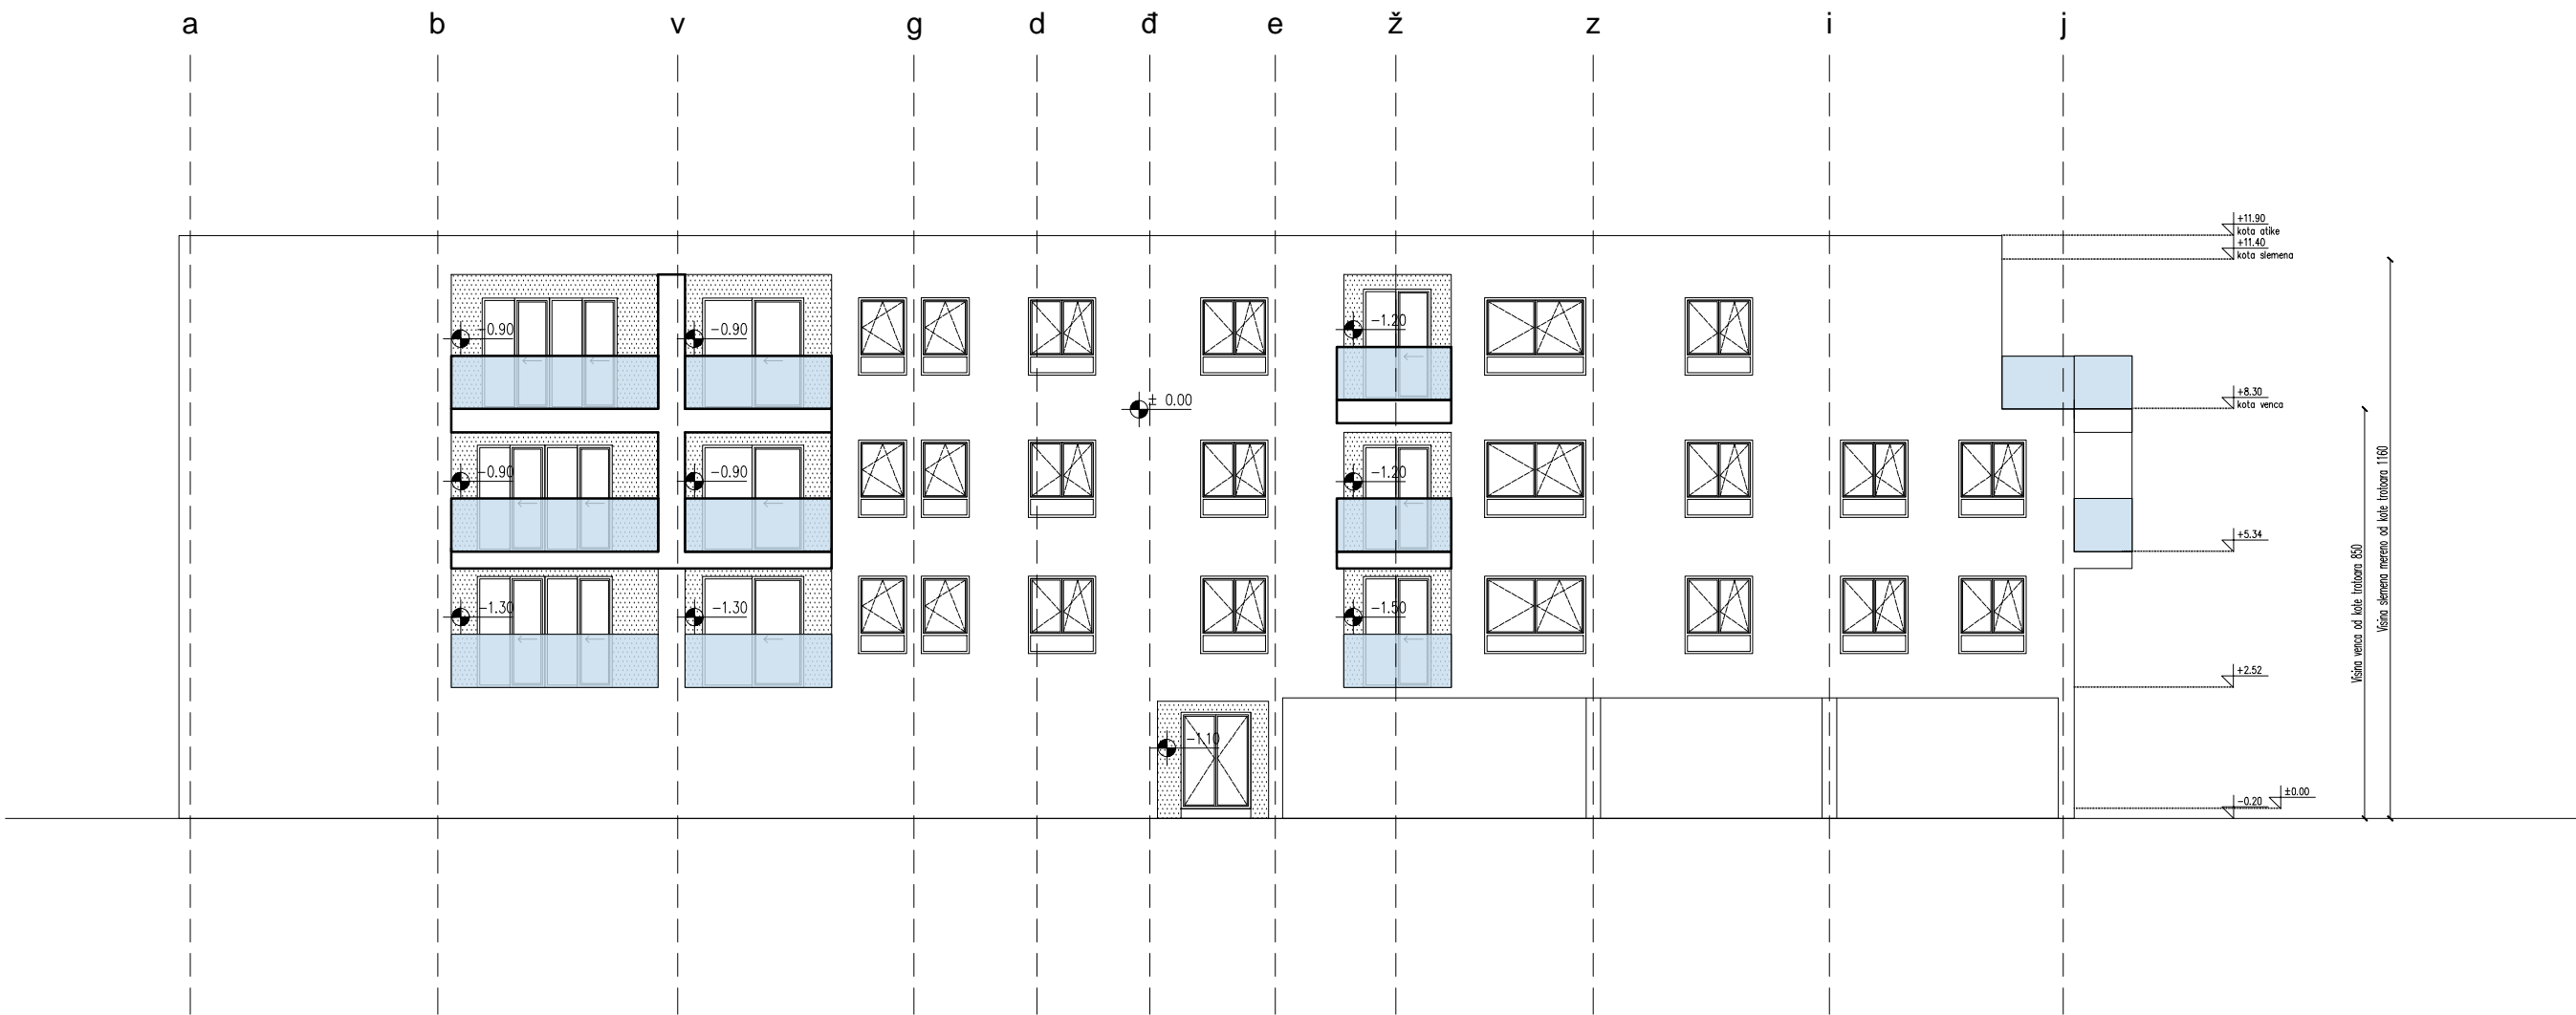 a b v g d đ e ž z i j
+11.90
kota atike
+11.40
kota slemena
-0.90 -0.90 -1.20
± 0.00
+8.30
kota venca
-0.90 -0.90 -1.20
+5.34
-1.30 -1.30 -1.50
+2.52
-1.10
-0.20 ±0.00
Visina venca od kote trotoara 850
Visina slemena mereno od kote trotoara 1160